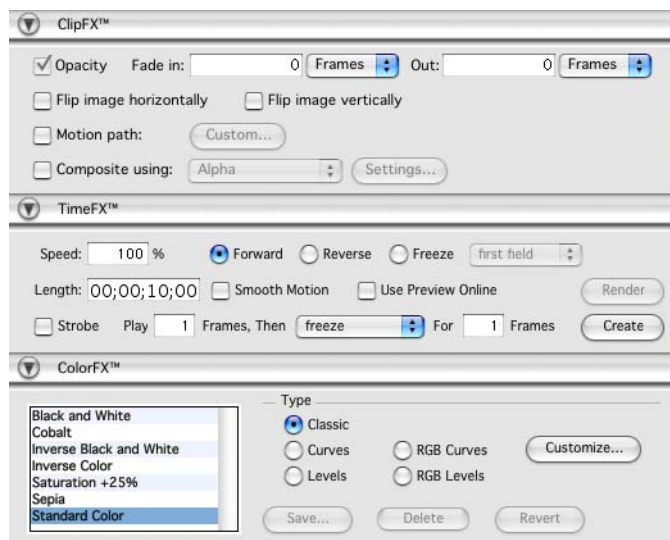 ClipFX™
Opacity Fade in: 0 Frames Out: 0 Frames
Flip image horizontally Flip image vertically
Motion path: Custom...
Composite using: Alpha Settings...
TimeFX™
Speed: 100 % Forward Reverse Freeze first field
Length: 00;00;10;00 Smooth Motion Use Preview Online Render
Strobe Play 1 Frames, Then freeze For 1 Frames Create
ColorFX™
Black and White
Cobalt
Inverse Black and White
Inverse Color
Saturation +25%
Sepia
Standard Color
Type
Classic
Curves RGB Curves Customize...
Levels RGB Levels
Save... Delete Revert